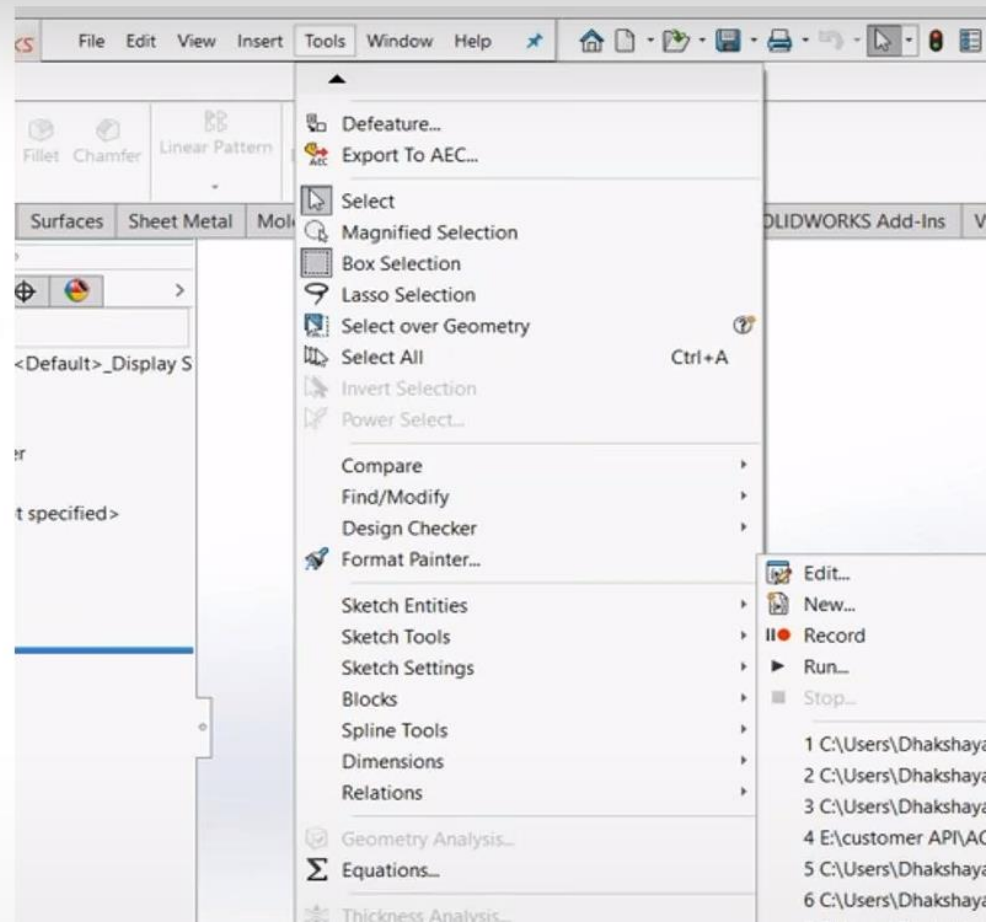 File Edit View Insert Tools Window Help
Fillet Chamfer Linear Pattern
Surfaces Sheet Metal
SOLIDWORKS Add-Ins
<Default>_Display S
t specified>
Defeature...
Export To AEC...
Select
Magnified Selection
Box Selection
Lasso Selection
Select over Geometry
Select All Ctrl+A
Invert Selection
Power Select...
Compare
Find/Modify
Design Checker
Format Painter...
Sketch Entities
Sketch Tools
Sketch Settings
Blocks
Spline Tools
Dimensions
Relations
Geometry Analysis...
Equations...
Thickness Analysis...
Edit...
New...
Record
Run...
Stop...
1 C:\Users\Dhakshaya
2 C:\Users\Dhakshaya
3 C:\Users\Dhakshaya
4 E:\customer API\AC
5 C:\Users\Dhakshaya
6 C:\Users\Dhakshaya